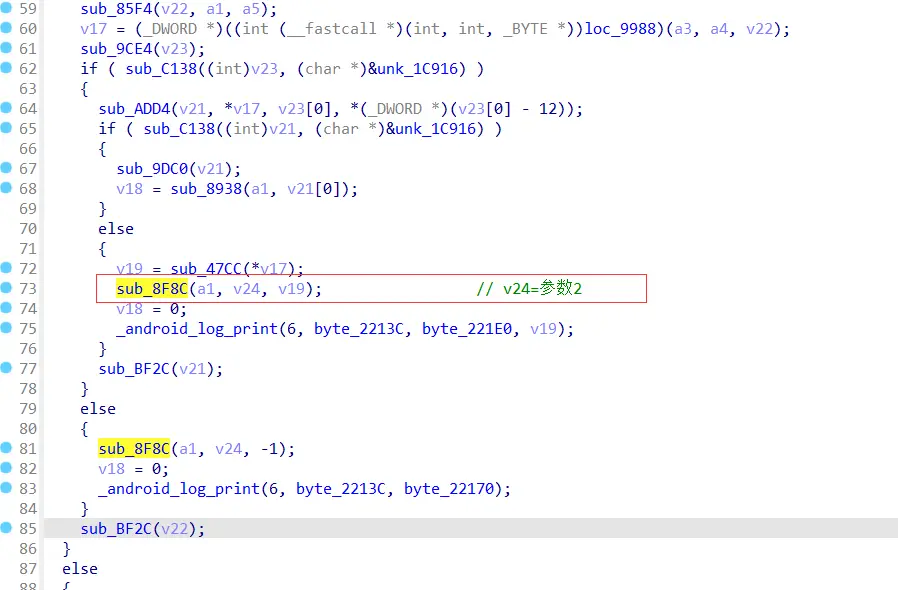 59 sub_85F4(v22, a1, a5);
60 v17 = (_DWORD *)((int (__fastcall *)(int, int, _BYTE *))loc_9988)(a3, a4, v22);
61 sub_9CE4(v23);
62 if ( sub_C138((int)v23, (char *)&unk_1C916) )
63 {
64 sub_ADD4(v21, *v17, v23[0], *(_DWORD *)(v23[0] - 12));
65 if ( sub_C138((int)v21, (char *)&unk_1C916) )
66 {
67 sub_9DC0(v21);
68 v18 = sub_8938(a1, v21[0]);
69 }
70 else
71 {
72 v19 = sub_47CC(*v17);
73 sub_8F8C(a1, v24, v19); // v24=参数2
74 v18 = 0;
75 _android_log_print(6, byte_2213C, byte_221E0, v19);
76 }
77 sub_BF2C(v21);
78 }
79 else
80 {
81 sub_8F8C(a1, v24, -1);
82 v18 = 0;
83 _android_log_print(6, byte_2213C, byte_22170);
84 }
85 sub_BF2C(v22);
86 }
87 else
88 {